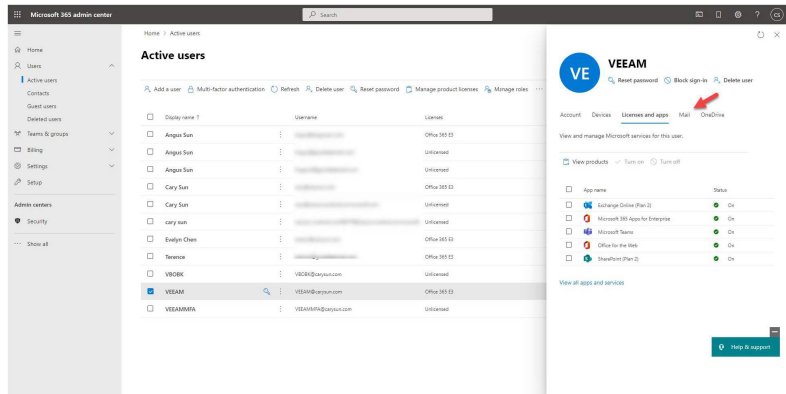 Microsoft 365 admin center
Search
?
CS
Home
Users
Active users
Contacts
Guest users
Deleted users
Teams & groups
Billing
Settings
Setup
Admin centers
Security
Show all
Home > Active users
Active users
Add a user Multi-factor authentication Refresh Delete user Reset password Manage product licenses Manage roles ...
Display name ↑ Username Licenses
Angus Sun Office 365 E3
Angus Sun Unlicensed
Angus Sun Unlicensed
Cary Sun Office 365 E3
Cary Sun Unlicensed
cary sun Unlicensed
Evelyn Chen Office 365 E3
Terence Office 365 E3
VBOBK VBOBK@carysun.com Unlicensed
VEEAM VEEAM@carysun.com Office 365 E3
VEEAMMFA VEEAMMFA@carysun.com Unlicensed
VE
VEEAM
Reset password Block sign-in Delete user
Account Devices Licenses and apps Mail OneDrive
View and manage Microsoft services for this user.
View products Turn on Turn off
App name Status
Exchange Online (Plan 2) On
Microsoft 365 Apps for Enterprise On
Microsoft Teams On
Office for the Web On
SharePoint (Plan 2) On
View all apps and services
Help & support